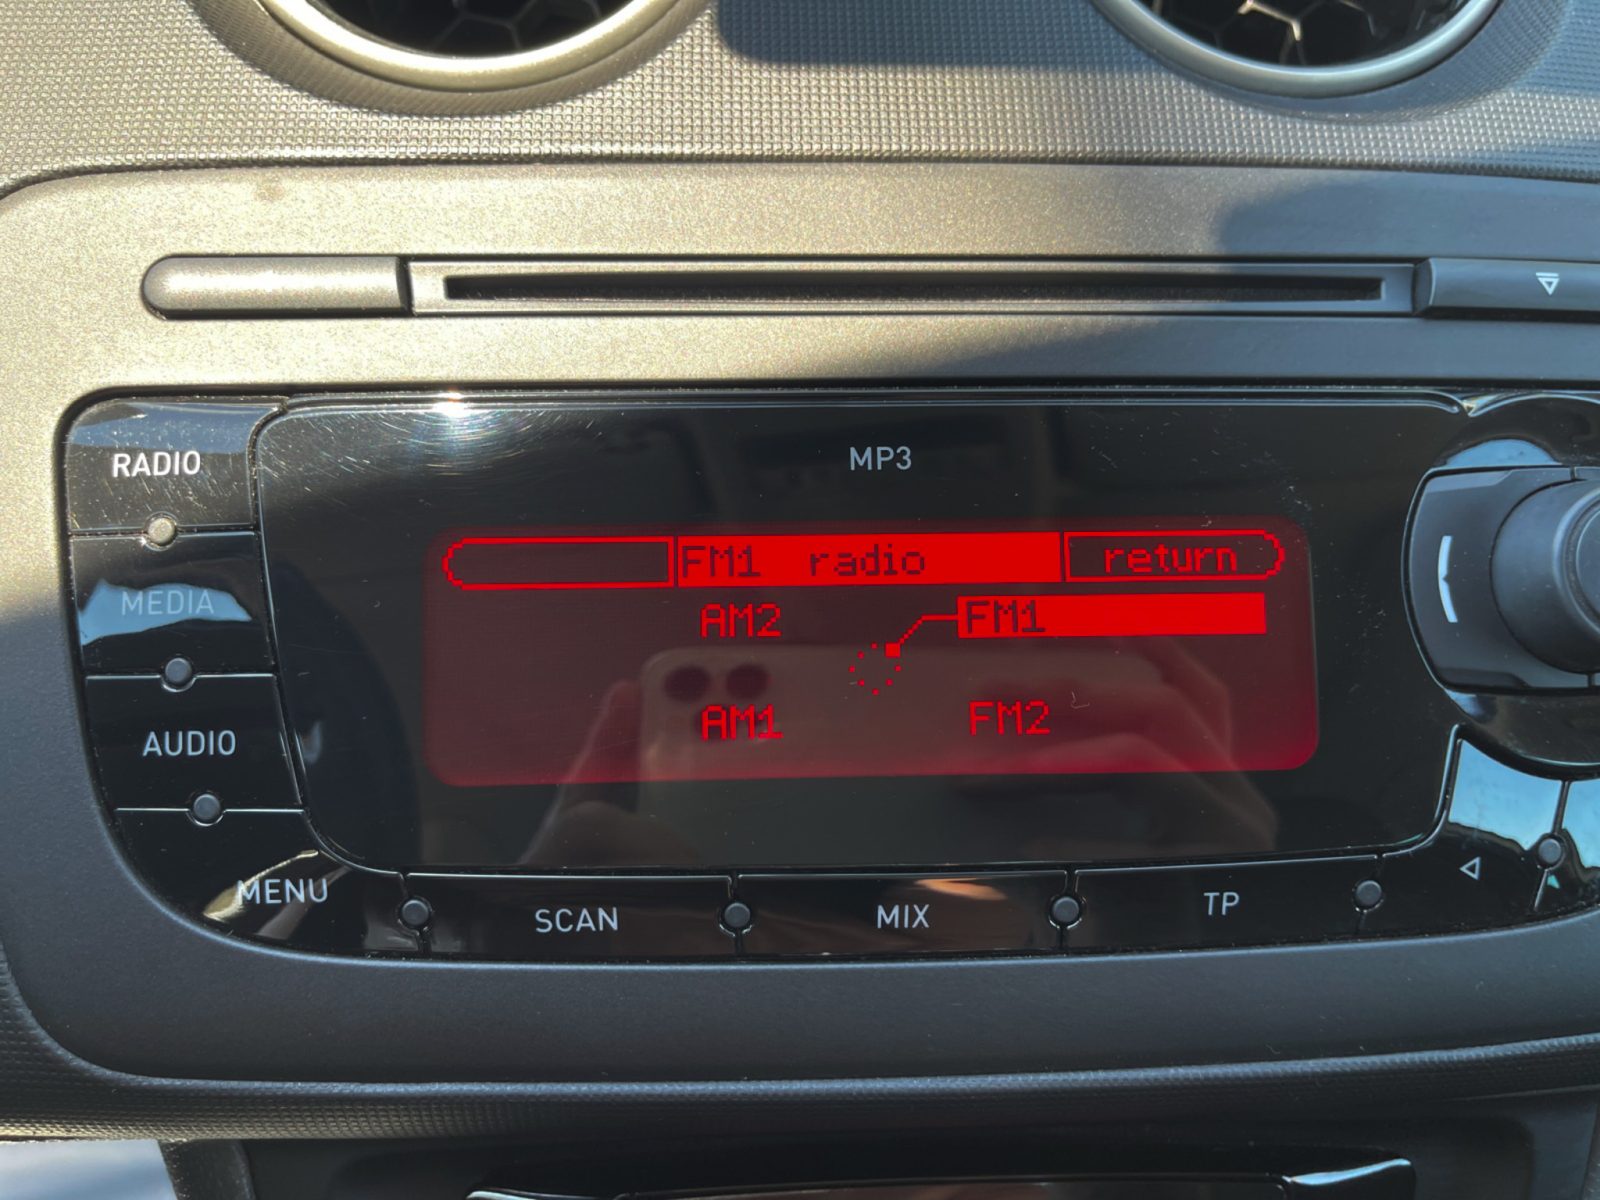 MP3
RADIO
MEDIA
AUDIO
MENU
FM1 radio return
AM2 FM1
AM1 FM2
SCAN MIX TP